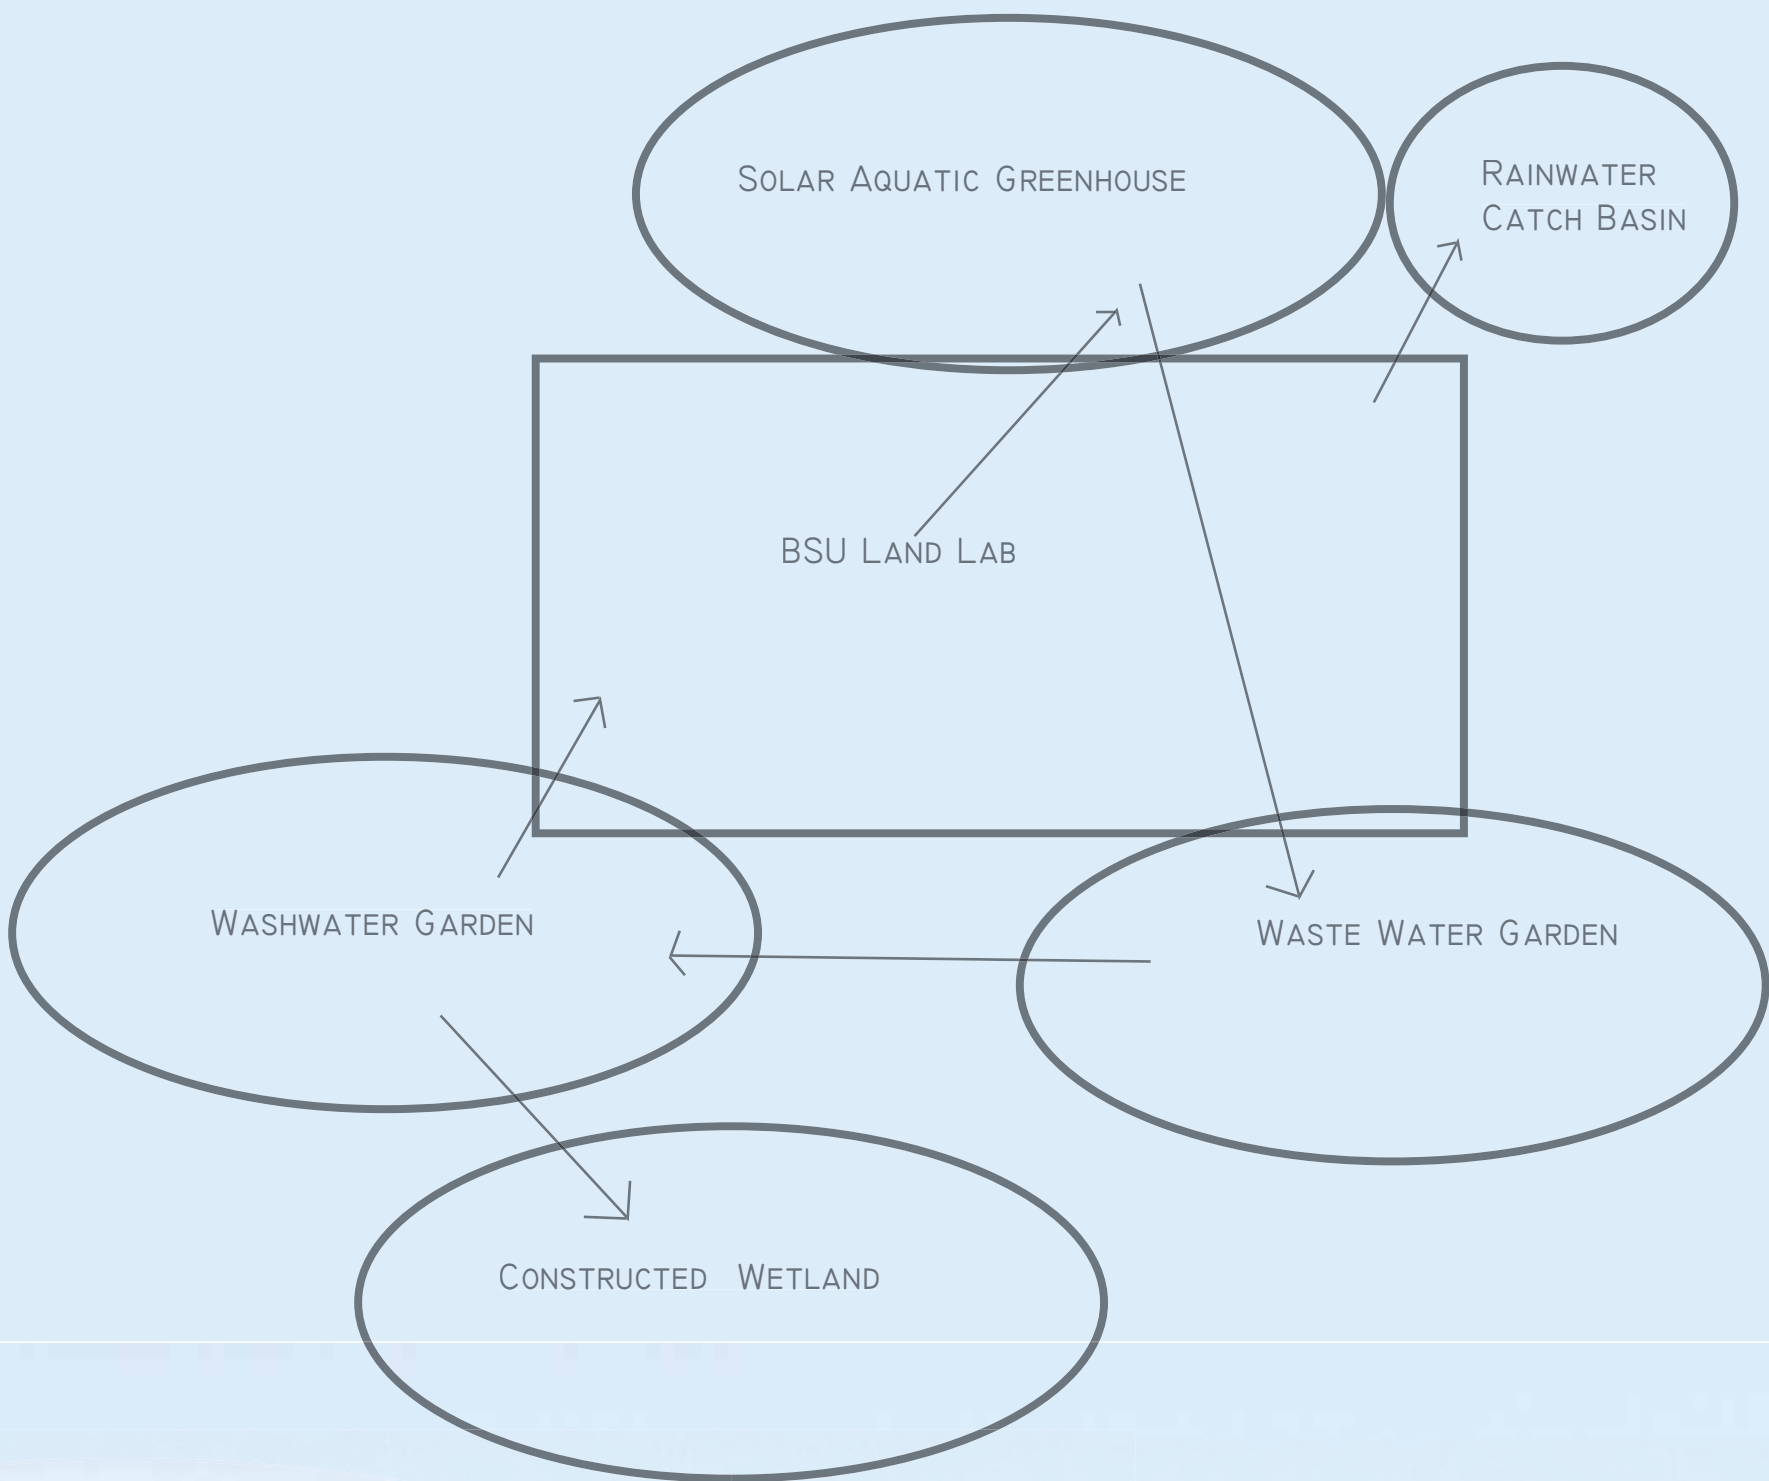 Solar Aquatic Greenhouse
Rainwater
Catch Basin
BSU Land Lab
Washwater Garden
Waste Water Garden
Constructed Wetland